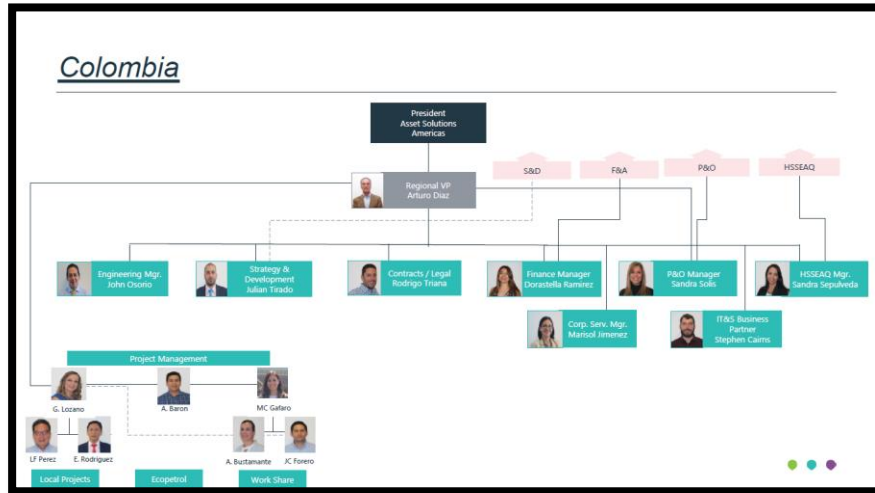 Colombia
President
Asset Solutions
Americas
S&D
F&A
P&O
HSSEAQ
Regional VP
Arturo Diaz
Engineering Mgr.
John Osorio
Strategy &
Development
Julian Tirado
Contracts / Legal
Rodrigo Triana
Finance Manager
Dorastella Ramirez
P&O Manager
Sandra Solis
HSSEAQ Mgr.
Sandra Sepulveda
Corp. Serv. Mgr.
Marisol Jimenez
IT&S Business
Partner
Stephen Cairns
Project Management
G. Lozano
A. Baron
MC Gafaro
LF Perez
E. Rodriguez
A. Bustamante
JC Forero
Local Projects
Ecopetrol
Work Share